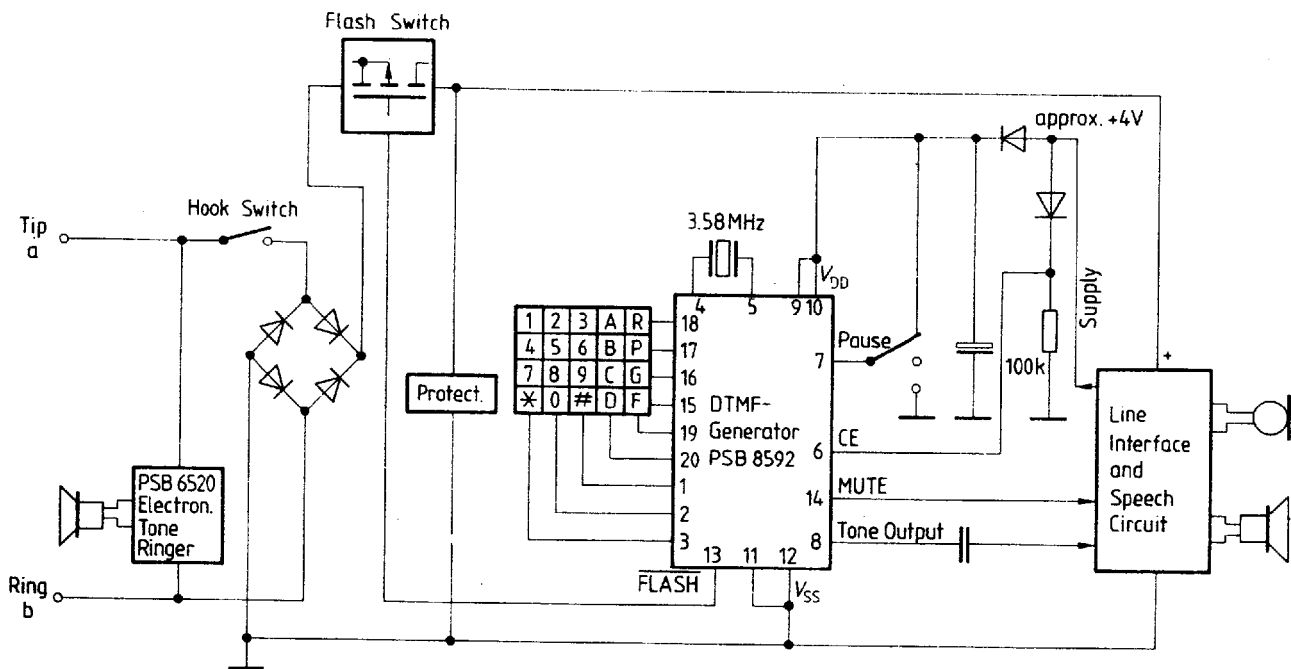 Flash Switch
approx. +4V
Hook Switch
Tip
a
3.58 MHz
V_DD
4 5 9 10
Supply
1 2 3 A R 18
4 5 6 B P 17
7 8 9 C G 16
* 0 # D F 15
Pause
7
100k
+
Protect.
DTMF-
Generator
PSB 8592
19
20
1
2
3
6 CE
14 MUTE
8 Tone Output
Line
Interface
and
Speech
Circuit
PSB 6520
Electron.
Tone
Ringer
13 11 12
FLASH
V_SS
Ring
b